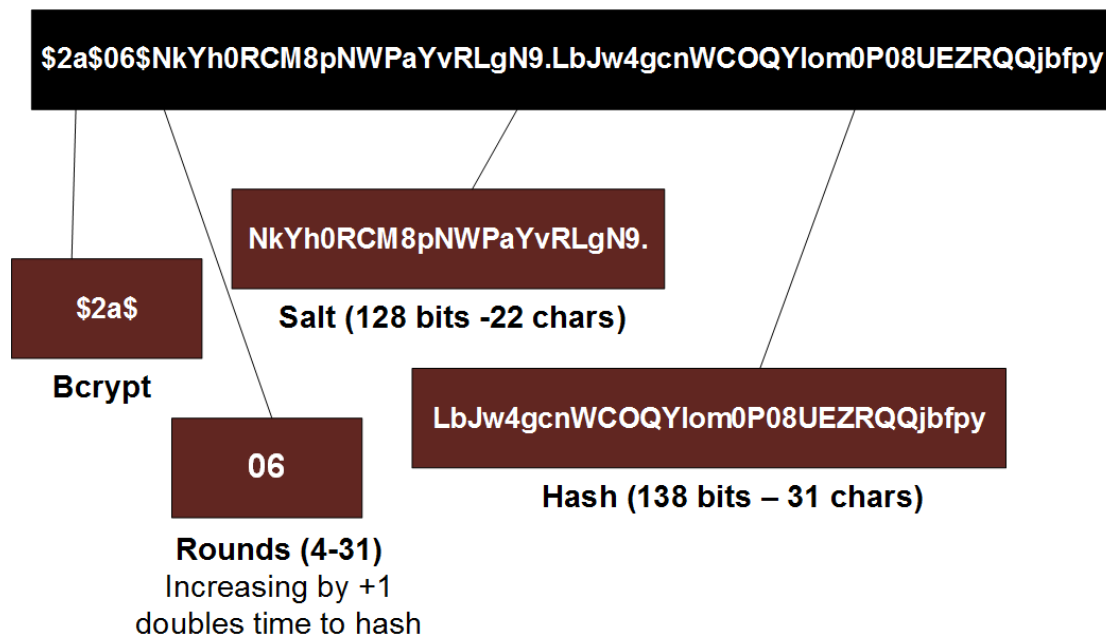 $2a$06$NkYh0RCM8pNWPaYvRLgN9.LbJw4gcnWCOQYIom0P08UEZRQQjbfpy
NkYh0RCM8pNWPaYvRLgN9.
Salt (128 bits -22 chars)
$2a$
Bcrypt
LbJw4gcnWCOQYIom0P08UEZRQQjbfpy
Hash (138 bits – 31 chars)
06
Rounds (4-31)
Increasing by +1
doubles time to hash